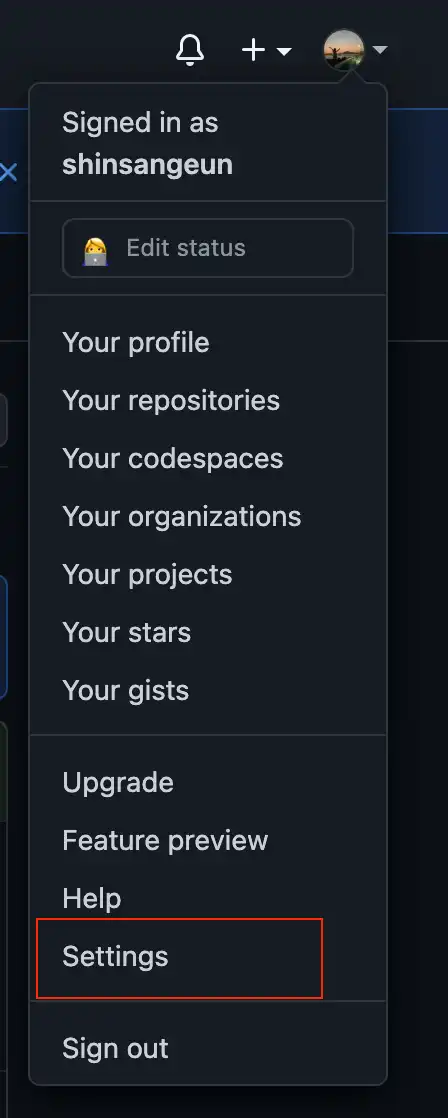 Signed in as
shinsangeun
Edit status
Your profile
Your repositories
Your codespaces
Your organizations
Your projects
Your stars
Your gists
Upgrade
Feature preview
Help
Settings
Sign out